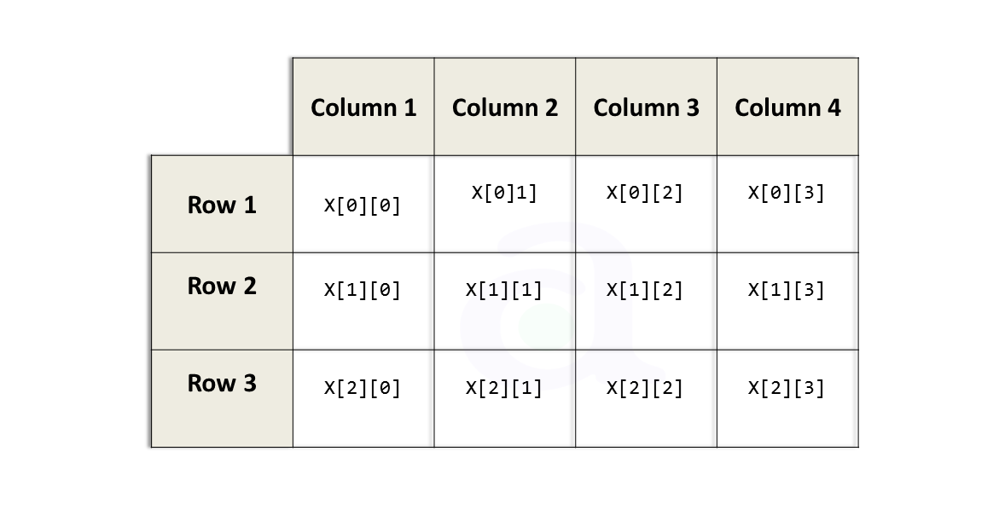 Column 1 Column 2 Column 3 Column 4
Row 1 X[0][0] X[0]1] X[0][2] X[0][3]
Row 2 X[1][0] X[1][1] X[1][2] X[1][3]
Row 3 X[2][0] X[2][1] X[2][2] X[2][3]